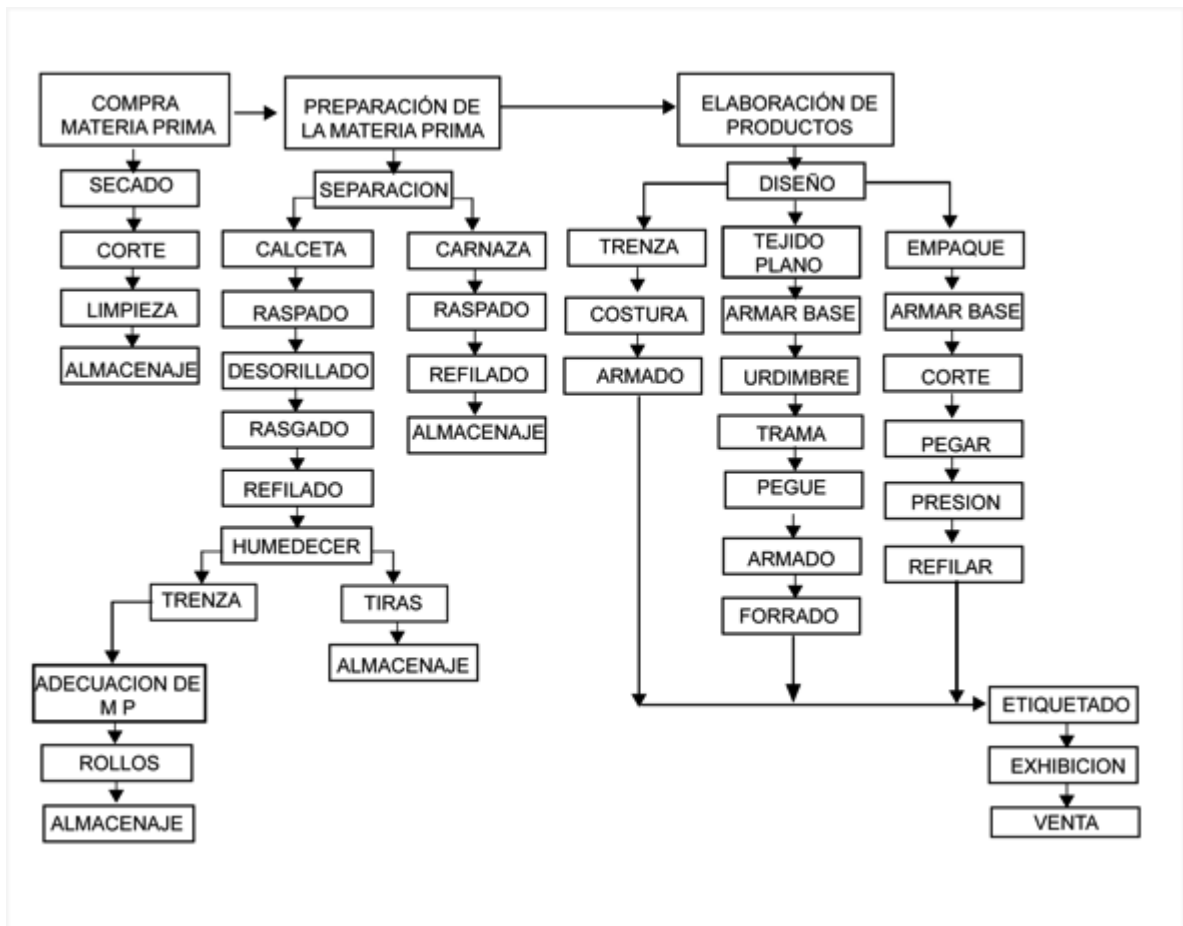 COMPRA
MATERIA PRIMA
SECADO
CORTE
LIMPIEZA
ALMACENAJE
PREPARACIÓN DE
LA MATERIA PRIMA
SEPARACION
CALCETA
RASPADO
DESORILLADO
RASGADO
REFILADO
HUMEDECER
TRENZA
ADECUACION DE
M P
ROLLOS
ALMACENAJE
TIRAS
ALMACENAJE
CARNAZA
RASPADO
REFILADO
ALMACENAJE
ELABORACIÓN DE
PRODUCTOS
DISEÑO
TRENZA
COSTURA
ARMADO
TEJIDO
PLANO
ARMAR BASE
URDIMBRE
TRAMA
PEGUE
ARMADO
FORRADO
EMPAQUE
ARMAR BASE
CORTE
PEGAR
PRESION
REFILAR
ETIQUETADO
EXHIBICION
VENTA